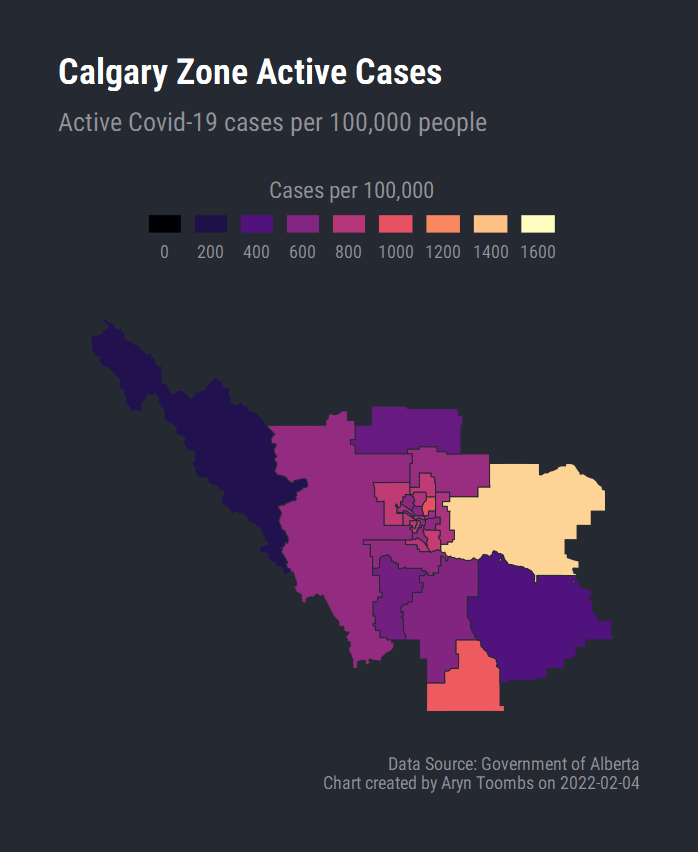 Calgary Zone Active Cases
Active Covid-19 cases per 100,000 people
Cases per 100,000
0 200 400 600 800 1000 1200 1400 1600
Data Source: Government of Alberta
Chart created by Aryn Toombs on 2022-02-04